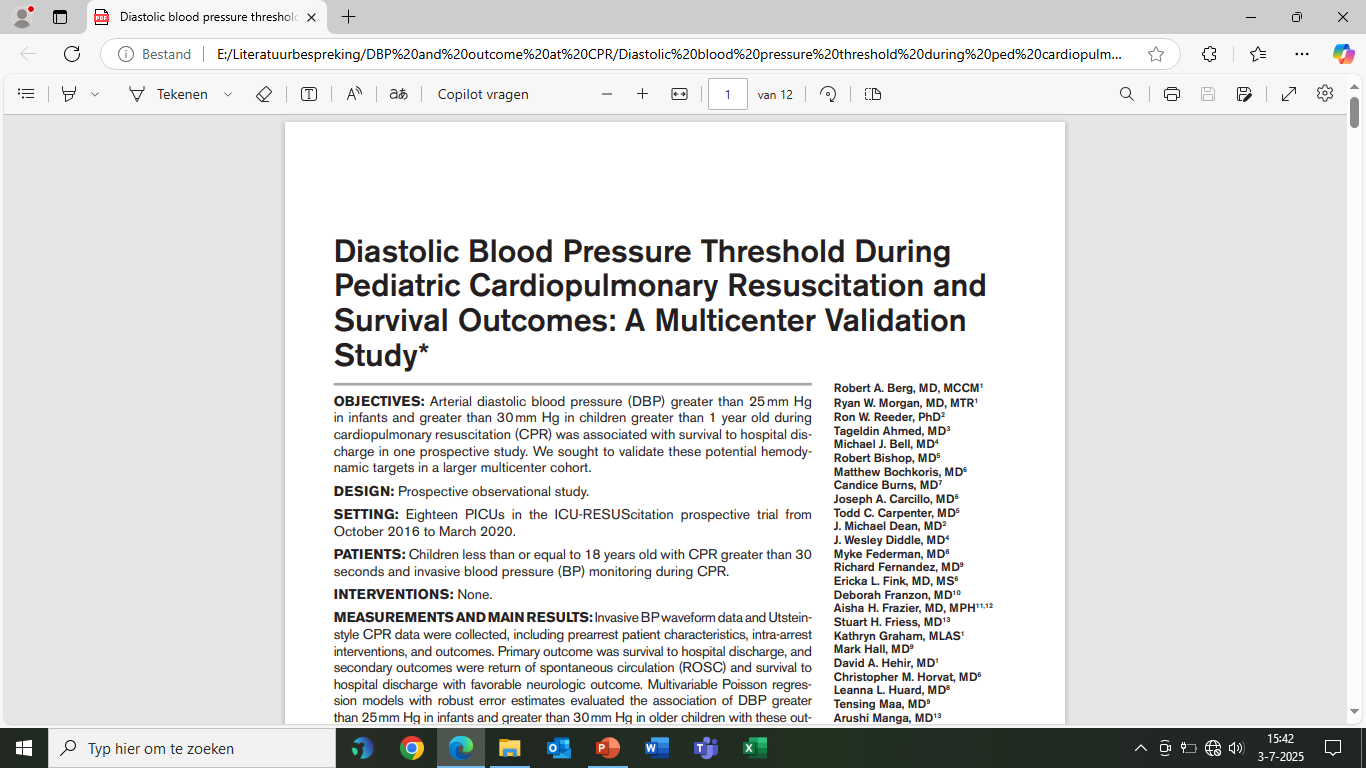 Diastolic blood pressure threshold
Bestand
E:/Literatuurbespreking/DBP%20and%20outcome%20at%20CPR/Diastolic%20blood%20pressure%20threshold%20during%20ped%20cardiopulm...
Tekenen
Copilot vragen
1
van 12
Diastolic Blood Pressure Threshold During
Pediatric Cardiopulmonary Resuscitation and
Survival Outcomes: A Multicenter Validation
Study*
OBJECTIVES: Arterial diastolic blood pressure (DBP) greater than 25 mm Hg
in infants and greater than 30 mm Hg in children greater than 1 year old during
cardiopulmonary resuscitation (CPR) was associated with survival to hospital dis-
charge in one prospective study. We sought to validate these potential hemody-
namic targets in a larger multicenter cohort.
DESIGN: Prospective observational study.
SETTING: Eighteen PICUs in the ICU-RESUScitation prospective trial from
October 2016 to March 2020.
PATIENTS: Children less than or equal to 18 years old with CPR greater than 30
seconds and invasive blood pressure (BP) monitoring during CPR.
INTERVENTIONS: None.
MEASUREMENTS AND MAIN RESULTS: Invasive BP waveform data and Utstein-
style CPR data were collected, including prearrest patient characteristics, intra-arrest
interventions, and outcomes. Primary outcome was survival to hospital discharge, and
secondary outcomes were return of spontaneous circulation (ROSC) and survival to
hospital discharge with favorable neurologic outcome. Multivariable Poisson regres-
sion models with robust error estimates evaluated the association of DBP greater
than 25 mm Hg in infants and greater than 30 mm Hg in older children with these out-
Robert A. Berg, MD, MCCM¹
Ryan W. Morgan, MD, MTR¹
Ron W. Reeder, PhD²
Tageldin Ahmed, MD³
Michael J. Bell, MD⁴
Robert Bishop, MD⁵
Matthew Bochkoris, MD⁶
Candice Burns, MD⁷
Joseph A. Carcillo, MD⁶
Todd C. Carpenter, MD⁵
J. Michael Dean, MD²
J. Wesley Diddle, MD⁴
Myke Federman, MD⁸
Richard Fernandez, MD⁹
Ericka L. Fink, MD, MS⁶
Deborah Franzon, MD¹⁰
Aisha H. Frazier, MD, MPH¹¹,¹²
Stuart H. Friess, MD¹³
Kathryn Graham, MLAS¹
Mark Hall, MD⁹
David A. Hehir, MD¹
Christopher M. Horvat, MD⁶
Leanna L. Huard, MD⁸
Tensing Maa, MD⁹
Arushi Manga, MD¹³
Typ hier om te zoeken
15:42
3-7-2025